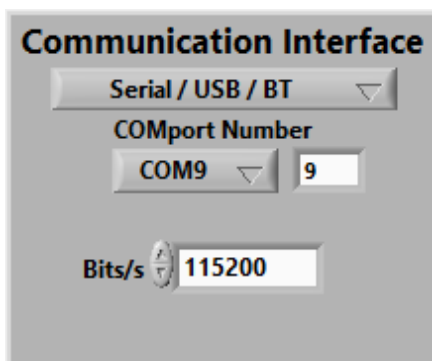 Communication Interface
Serial / USB / BT
COMport Number
COM9 9
Bits/s 115200